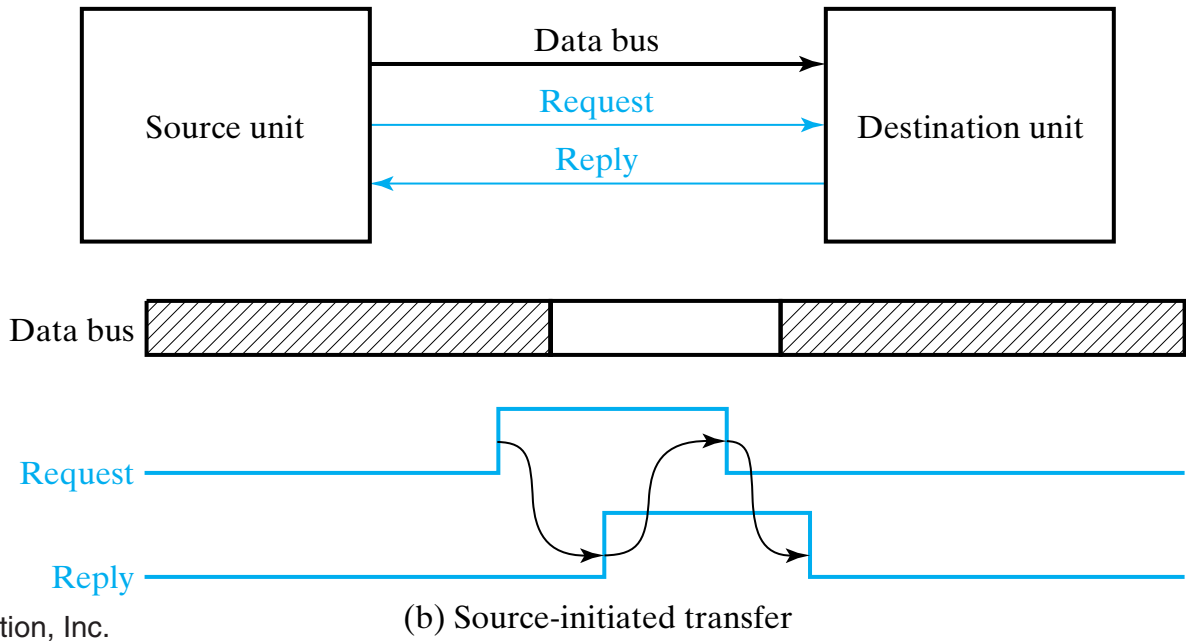 Data bus
Request
Source unit
Destination unit
Reply
Data bus
Request
Reply
(b) Source-initiated transfer
tion, Inc.